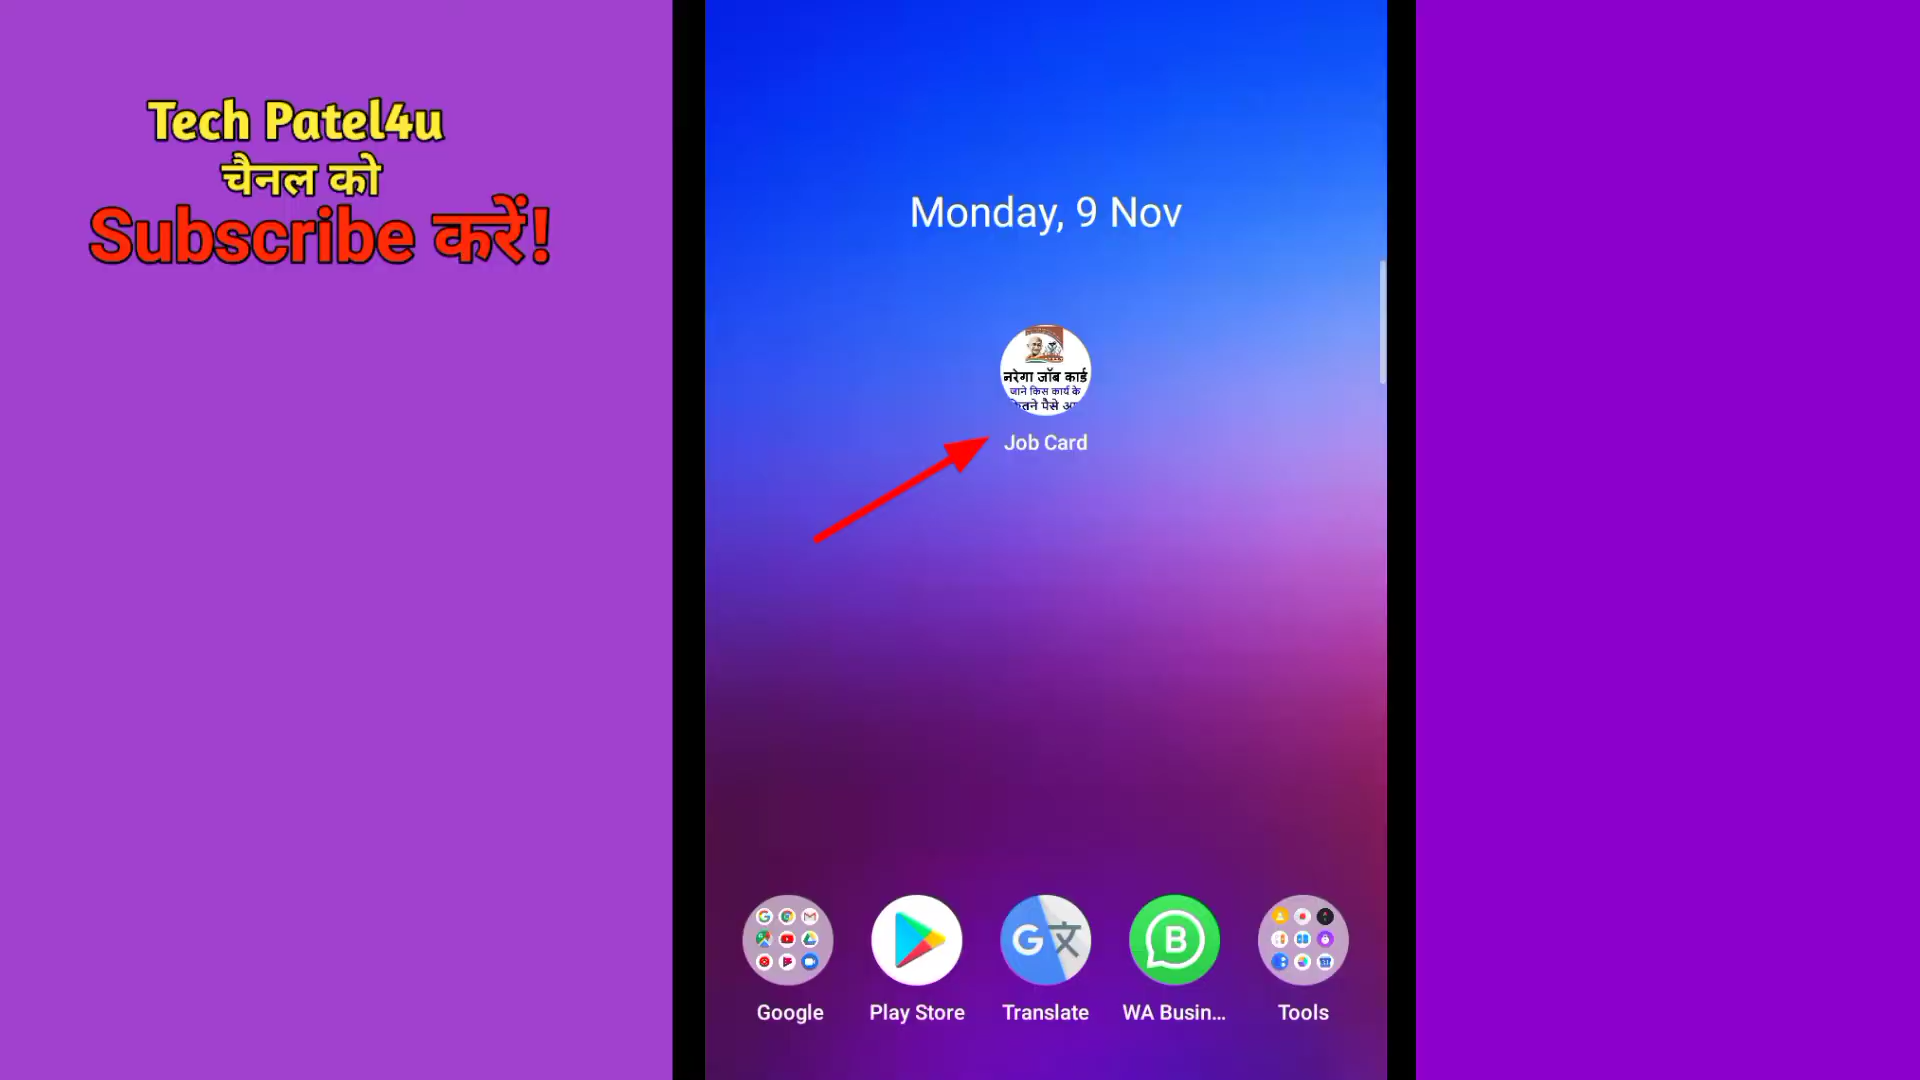 Tech Patel4u
चैनल को
Subscribe करें!
Monday, 9 Nov
नरेगा जॉब कार्ड
जाने किस कार्य के
पैसे
Job Card
Google
Play Store
Translate
WA Busin...
Tools